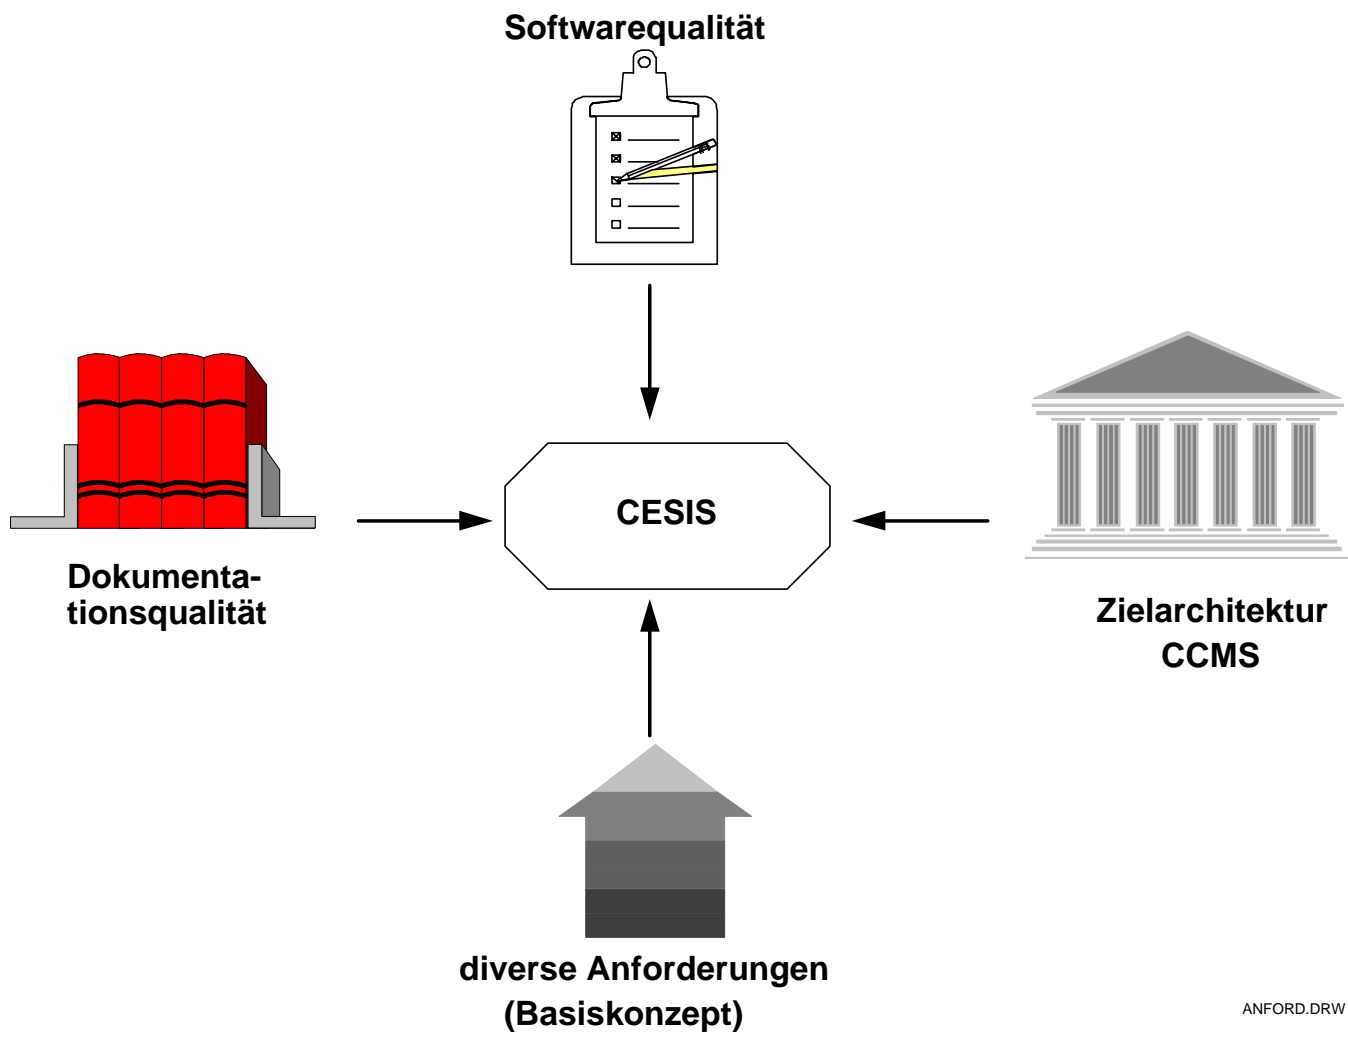 Softwarequalität
CESIS
Dokumenta-
tionsqualität
Zielarchitektur
CCMS
diverse Anforderungen
(Basiskonzept)
ANFORD.DRW